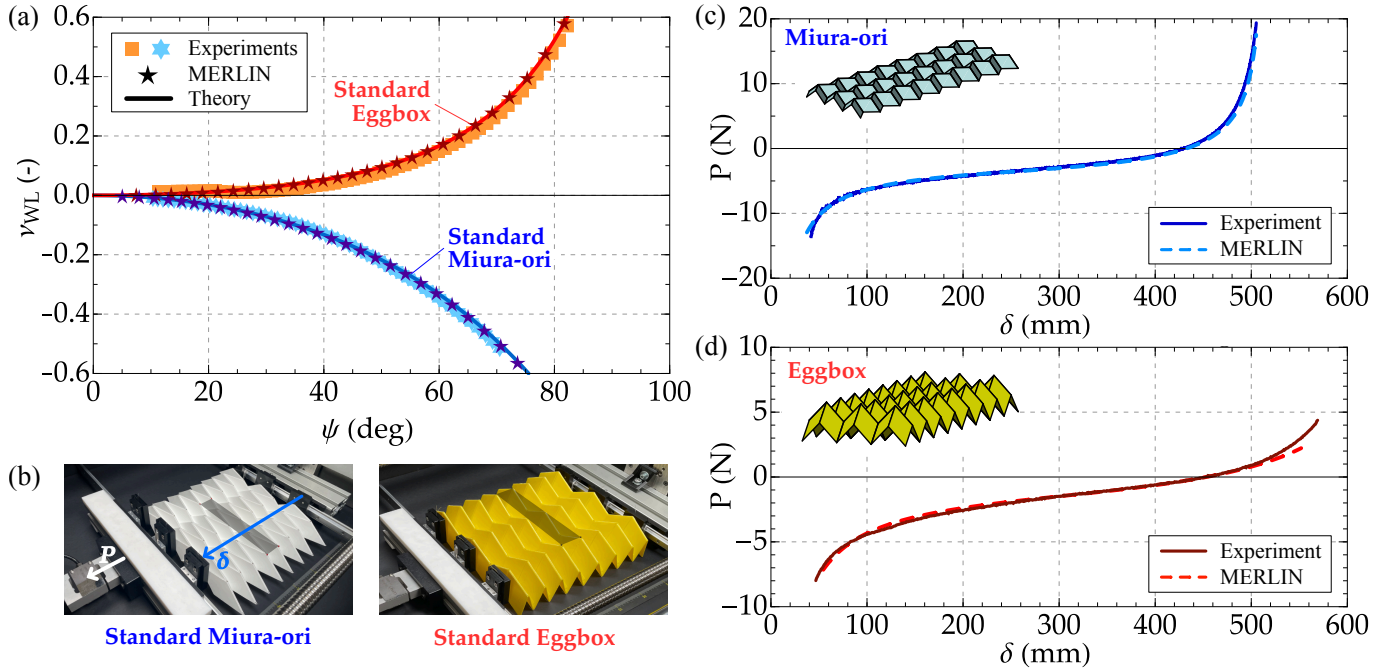 (a)
0.6
0.4
0.2
0.0
−0.2
−0.4
−0.6
νWL (-)
Experiments
MERLIN
Theory
Standard
Eggbox
Standard
Miura-ori
0
20
40
60
80
100
ψ (deg)
(b)
P
δ
Standard Miura-ori
Standard Eggbox
(c)
20
10
0
−10
−20
P (N)
Miura-ori
Experiment
MERLIN
0
100
200
300
400
500
600
δ (mm)
(d)
10
5
0
−5
−10
P (N)
Eggbox
Experiment
MERLIN
0
100
200
300
400
500
600
δ (mm)